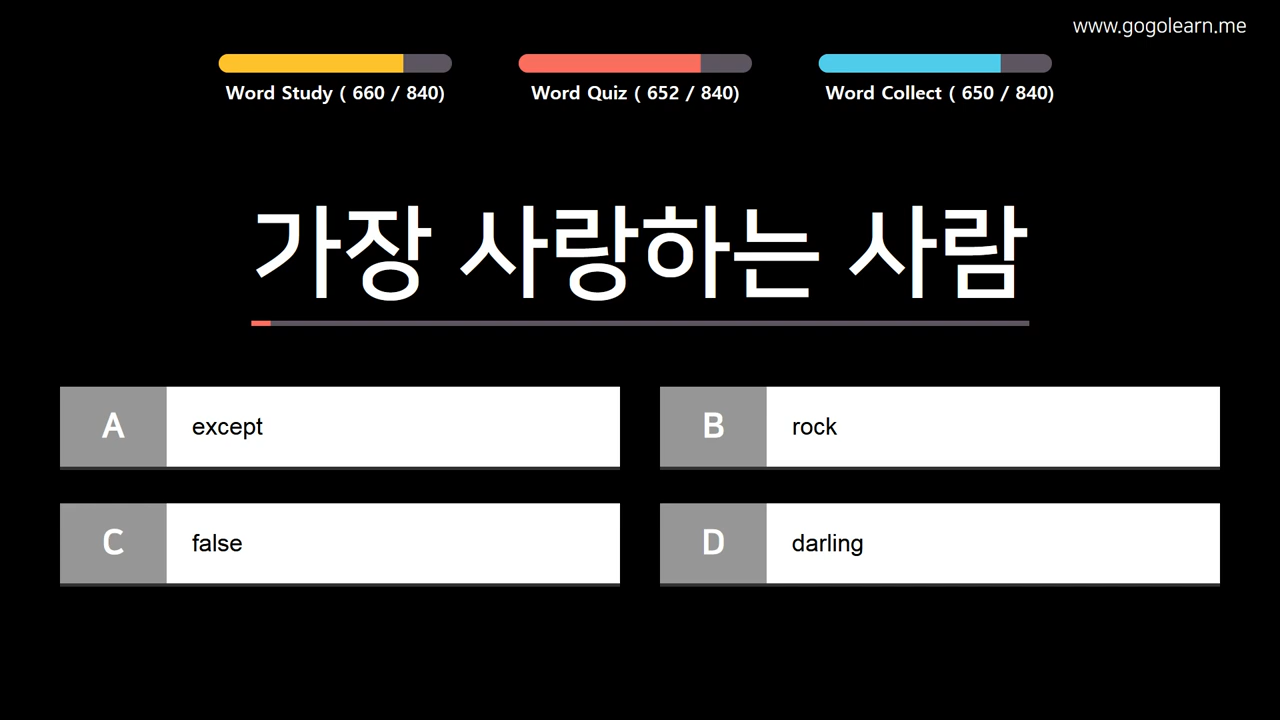 www.gogolearn.me
Word Study ( 660 / 840)
Word Quiz ( 652 / 840)
Word Collect ( 650 / 840)
가장 사랑하는 사람
A except
B rock
C false
D darling